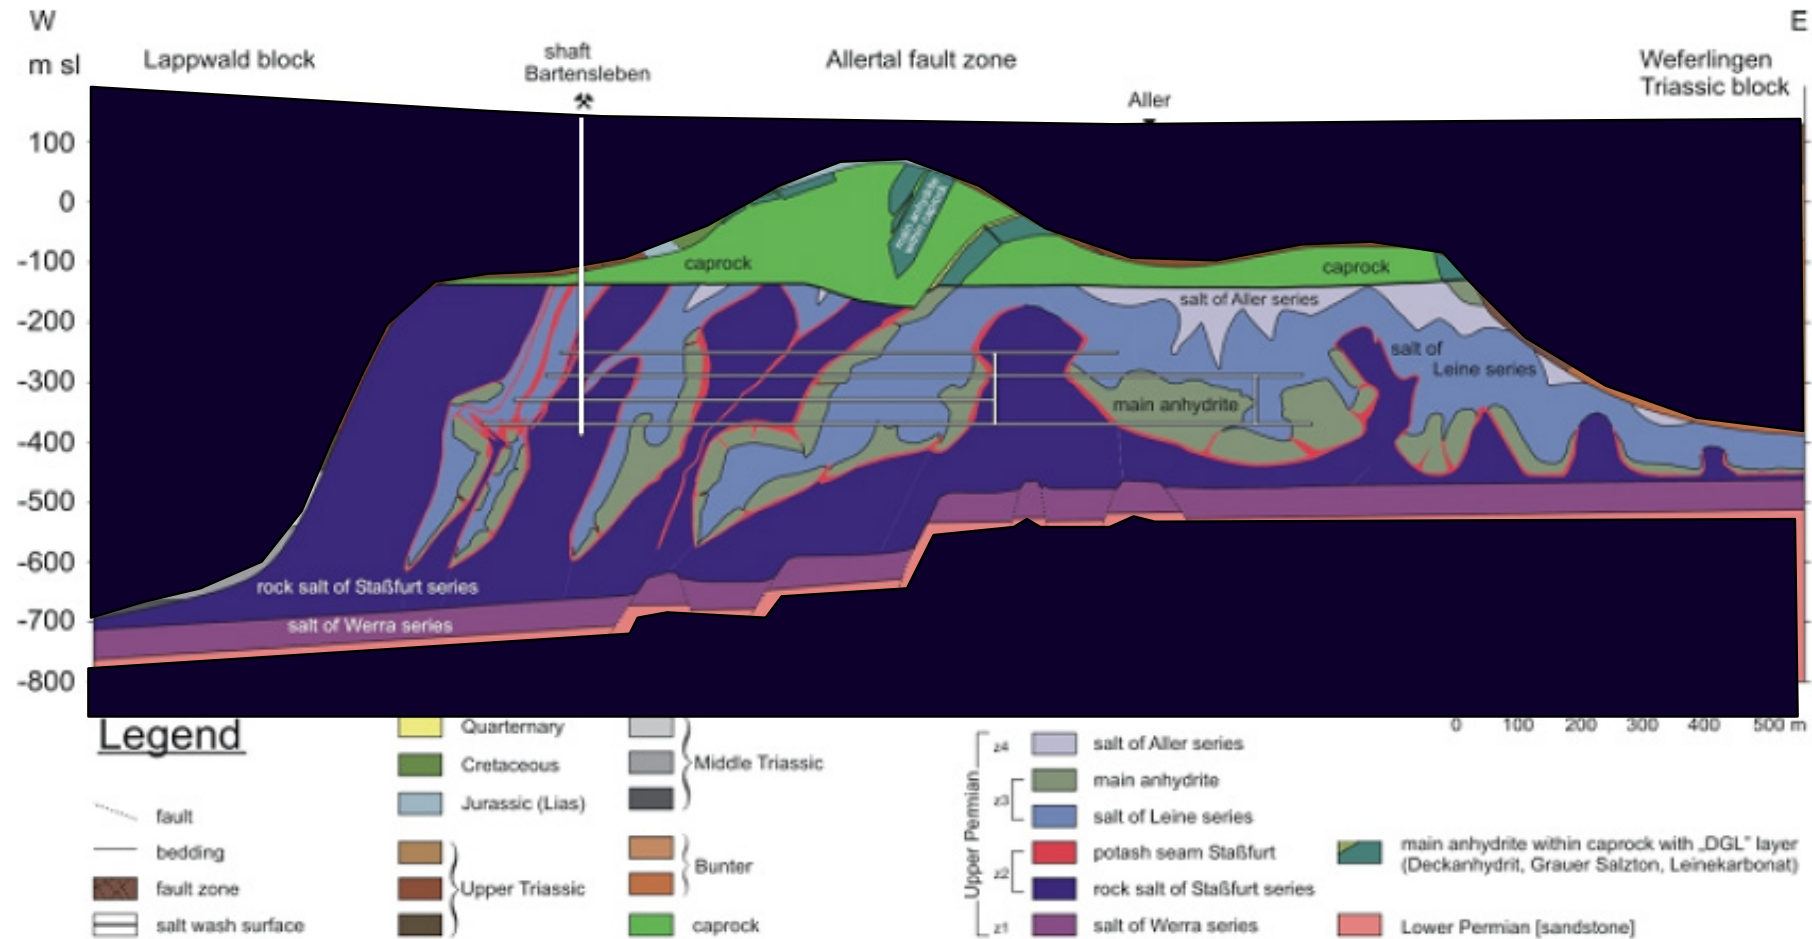 W
E
m sl
Lappwald block
shaft
Bartensleben
Allertal fault zone
Aller
Weferlingen
Triassic block
100
0
-100
-200
-300
-400
-500
-600
-700
-800
main anhydrite
within caprock
caprock
caprock
salt of Aller series
salt of
Leine series
main anhydrite
rock salt of Staßfurt series
salt of Werra series
0 100 200 300 400 500 m
Legend
fault
bedding
fault zone
salt wash surface
Quarternary
Cretaceous
Jurassic (Lias)
Upper Triassic
Middle Triassic
Bunter
caprock
Upper Permian
z4
z3
z2
z1
salt of Aller series
main anhydrite
salt of Leine series
potash seam Staßfurt
rock salt of Staßfurt series
salt of Werra series
main anhydrite within caprock with „DGL" layer
(Deckanhydrit, Grauer Salzton, Leinekarbonat)
Lower Permian [sandstone]